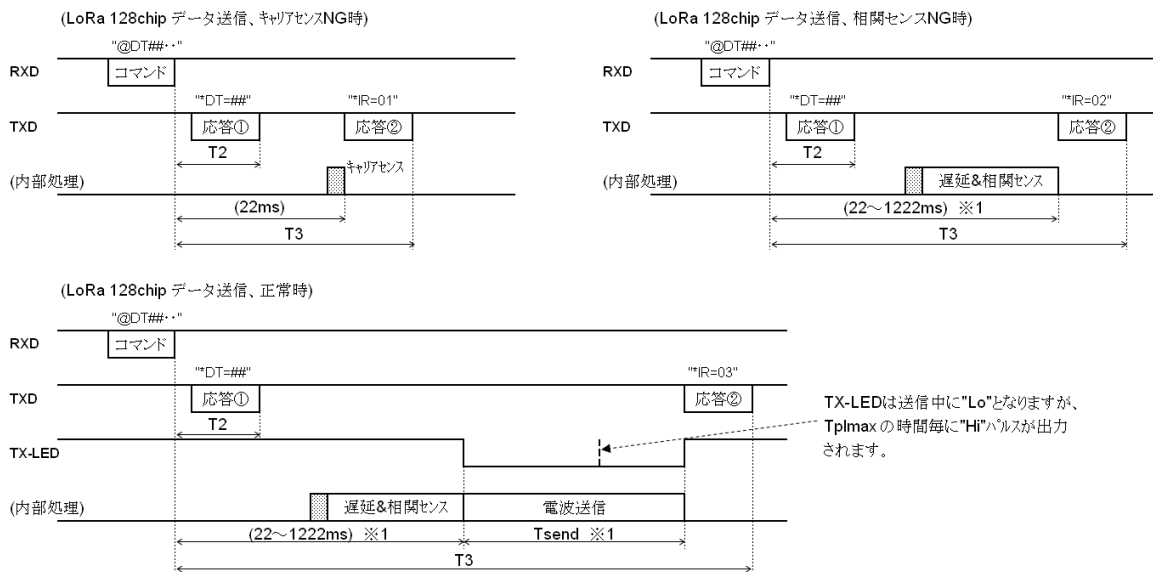 (LoRa 128chip データ送信、キャリアセンスNG時)
"@DT##‥"
RXD
コマンド
"*DT=##"
"*IR=01"
TXD
応答①
応答②
T2
キャリアセンス
(内部処理)
(22ms)
T3
(LoRa 128chip データ送信、相関センスNG時)
"@DT##‥"
RXD
コマンド
"*DT=##"
"*IR=02"
TXD
応答①
応答②
T2
(内部処理)
遅延&相関センス
(22～1222ms) ※1
T3
(LoRa 128chip データ送信、正常時)
"@DT##‥"
RXD
コマンド
"*DT=##"
"*IR=03"
TXD
応答①
応答②
T2
TX-LED
TX-LEDは送信中に"Lo"となりますが、
Tplmax の時間毎に"Hi"パルスが出力
されます。
(内部処理)
遅延&相関センス
電波送信
(22～1222ms) ※1
Tsend ※1
T3